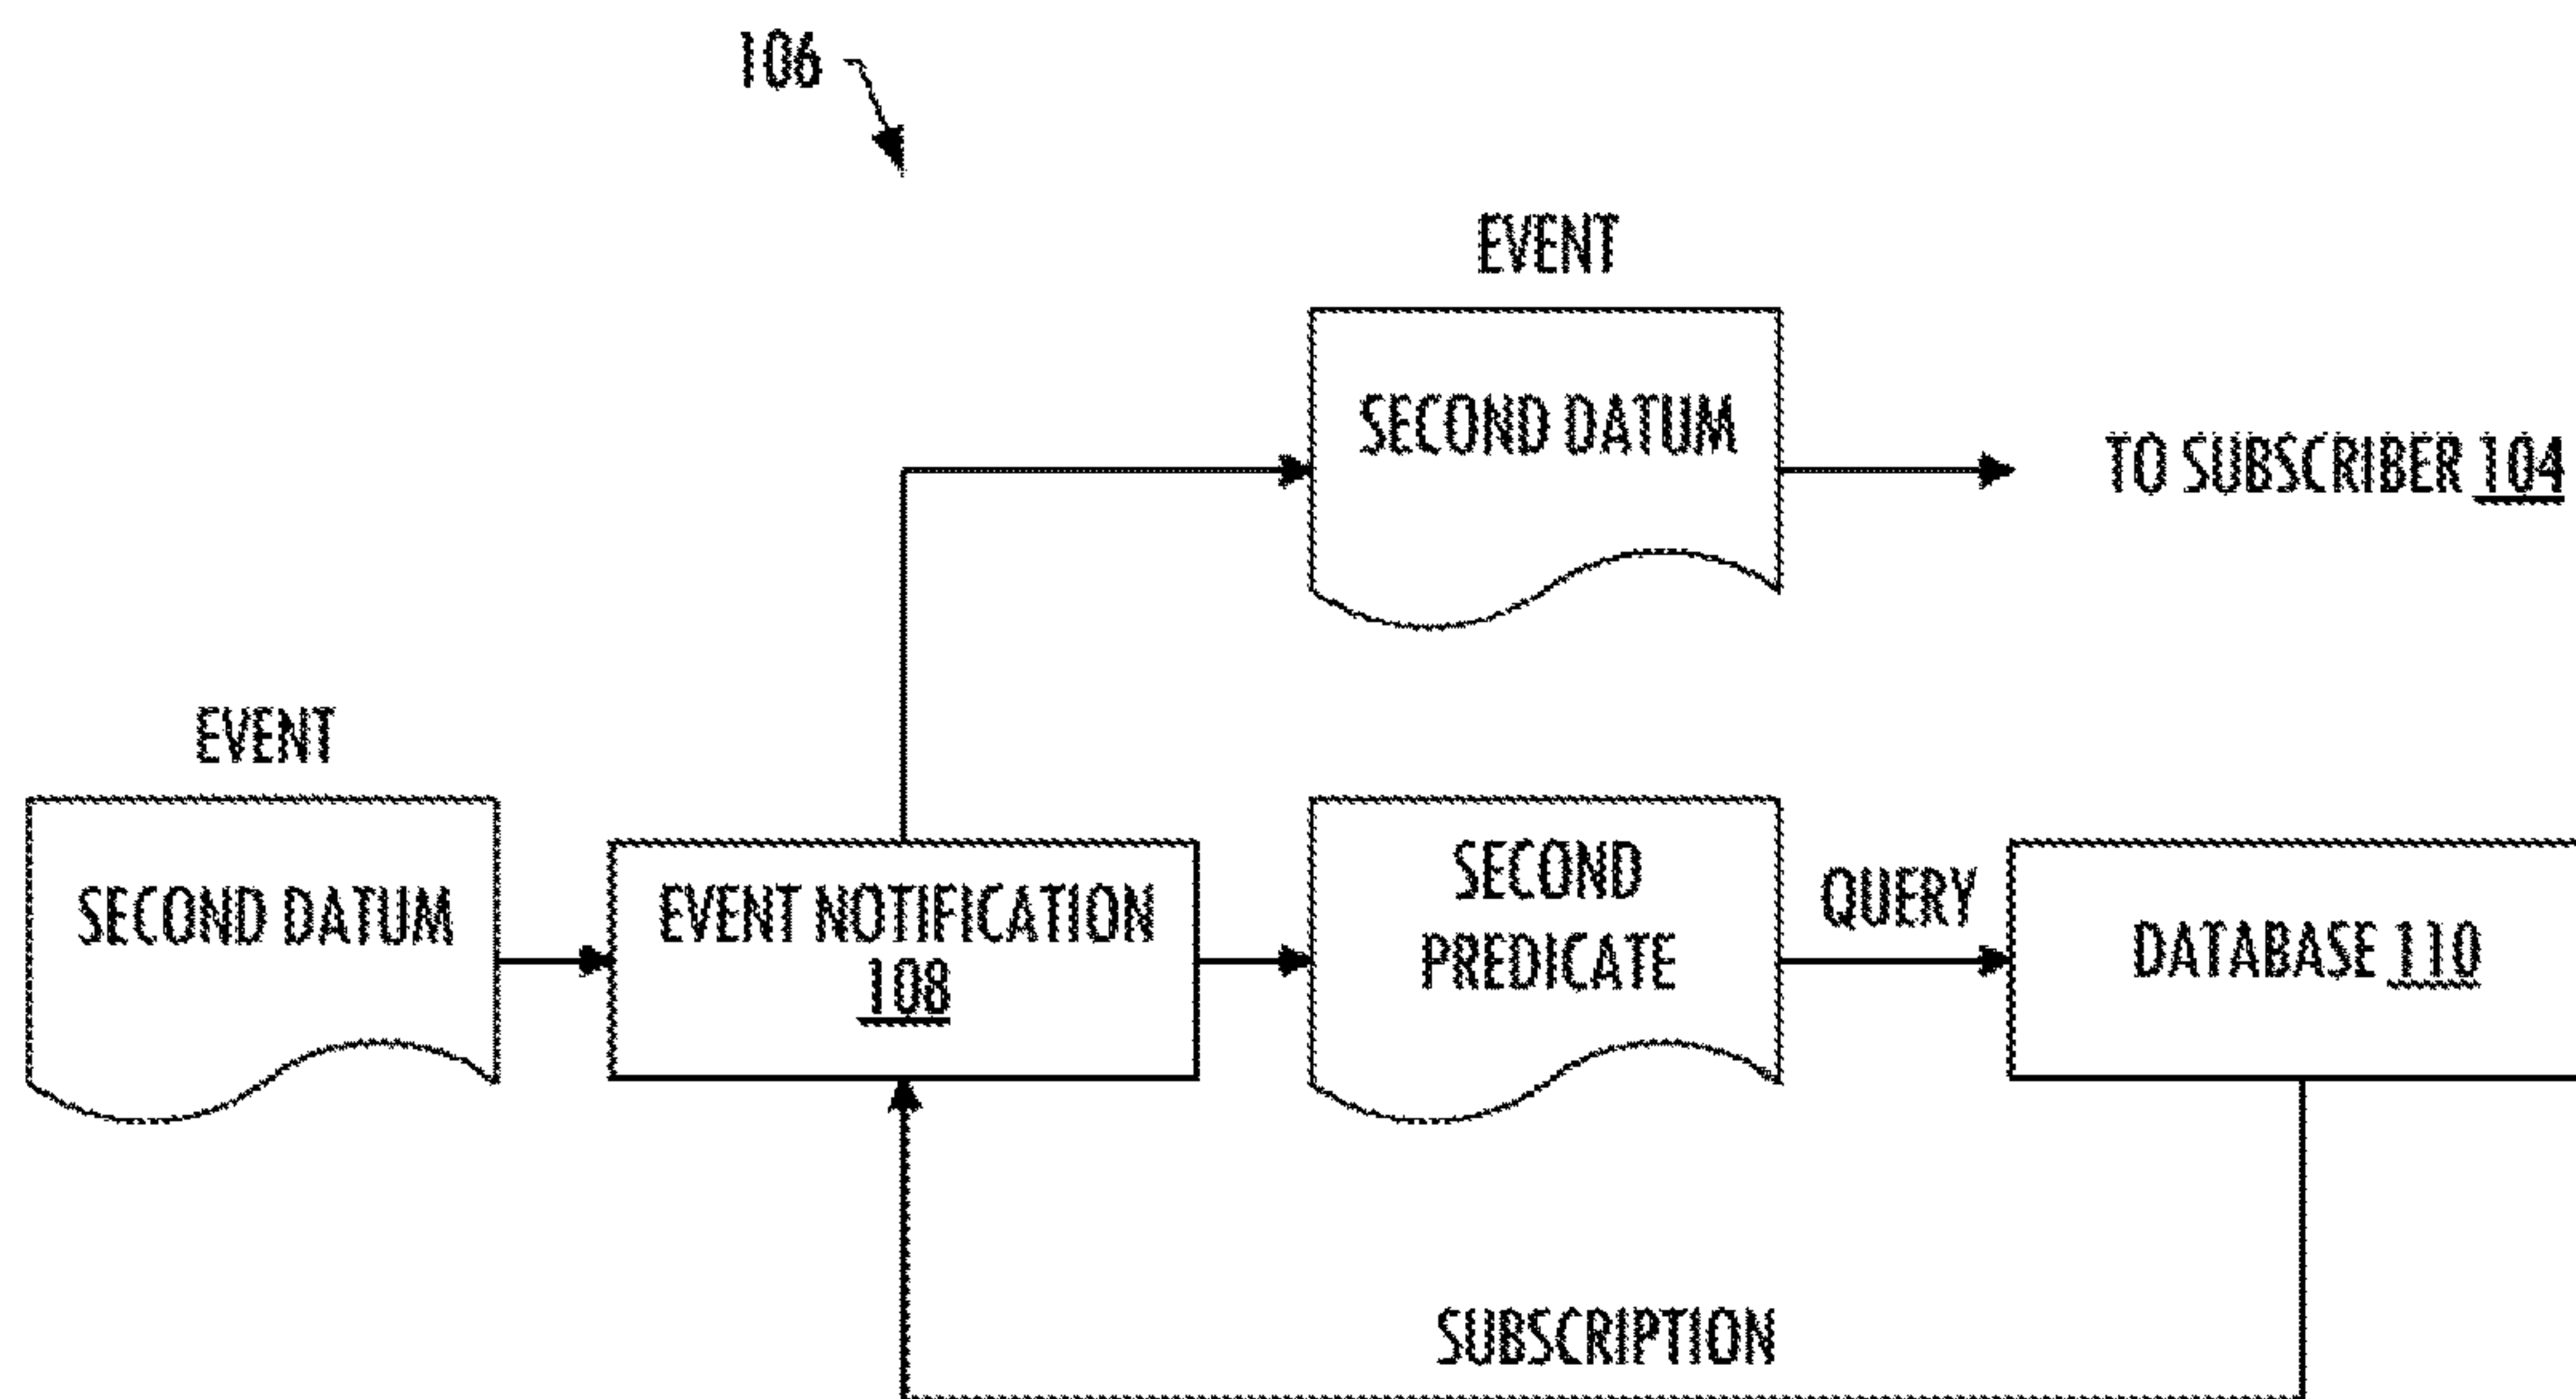 106
EVENT
SECOND DATUM
TO SUBSCRIBER 104
EVENT
SECOND DATUM
EVENT NOTIFICATION
108
SECOND
PREDICATE
QUERY
DATABASE 110
SUBSCRIPTION